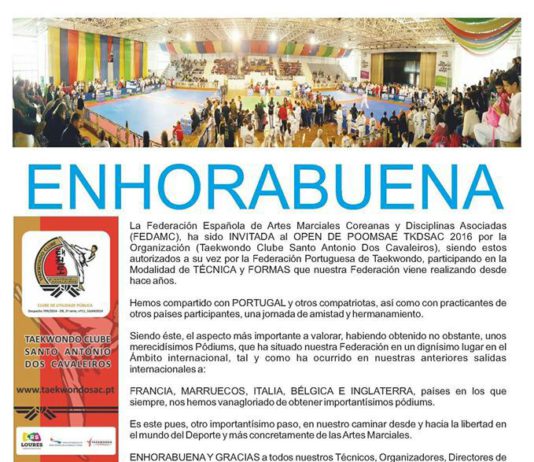 ENHORABUENA
La Federación Española de Artes Marciales Coreanas y Disciplinas Asociadas
(FEDAMC), ha sido INVITADA al OPEN DE POOMSAE TKDSAC 2016 por la
Organización (Taekwondo Clube Santo Antonio Dos Cavaleiros), siendo estos
autorizados a su vez por la Federación Portuguesa de Taekwondo, participando en la
Modalidad de TÉCNICA y FORMAS que nuestra Federación viene realizando desde
hace años.
Hemos compartido con PORTUGAL y otros compatriotas, así como con practicantes de
otros países participantes, una jornada de amistad y hermanamiento.
Siendo éste, el aspecto más importante a valorar, habiendo obtenido no obstante, unos
merecidísimos Pódiums, que ha situado nuestra Federación en un dignísimo lugar en el
Ámbito internacional, tal y como ha ocurrido en nuestras anteriores salidas
internacionales a:
FRANCIA, MARRUECOS, ITALIA, BÉLGICA E INGLATERRA, países en los que
siempre, nos hemos vanagloriado de obtener importantísimos pódiums.
Es este pues, otro importantísimo paso, en nuestro caminar desde y hacia la libertad en
el mundo del Deporte y más concretamente de las Artes Marciales.
ENHORABUENA Y GRACIAS a todos nuestros Técnicos, Organizadores, Directores de
CLUBE DE UTILIDADE PÚBLICA
TAEKWONDO CLUBE
SANTO ANTÓNIO
DOS CAVALEIROS
www.taekwondosac.pt
LOURES